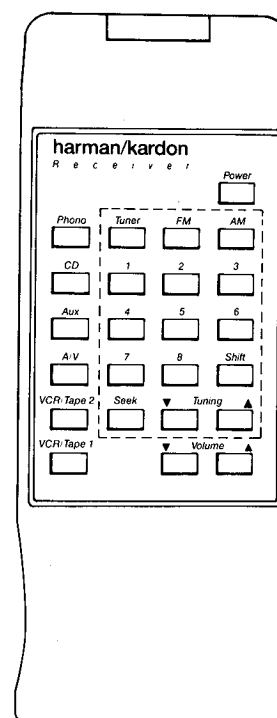 harman/kardon
Receiver
Power
Phono Tuner FM AM
CD 1 2 3
Aux 4 5 6
A/V 7 8 Shift
VCR/Tape 2 Seek ▼ Tuning ▲
VCR/Tape 1 ▼ Volume ▲